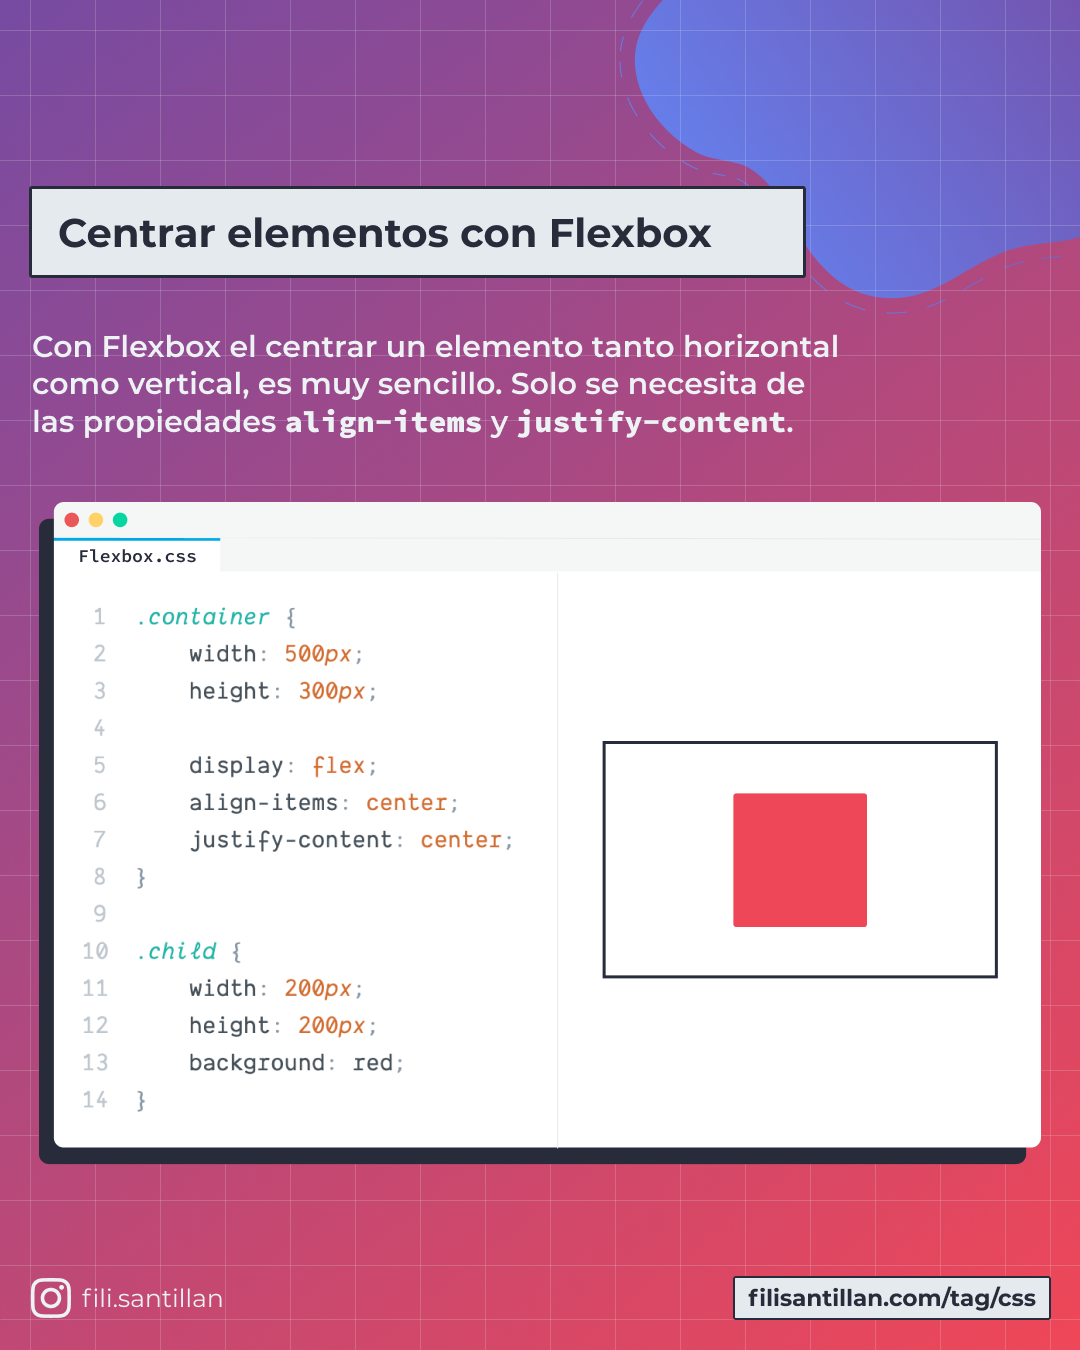 Centrar elementos con Flexbox
Con Flexbox el centrar un elemento tanto horizontal
como vertical, es muy sencillo. Solo se necesita de
las propiedades align-items y justify-content.
Flexbox.css
1 .container {
2 width: 500px;
3 height: 300px;
4
5 display: flex;
6 align-items: center;
7 justify-content: center;
8 }
9
10 .child {
11 width: 200px;
12 height: 200px;
13 background: red;
14 }
fili.santillan
filisantillan.com/tag/css